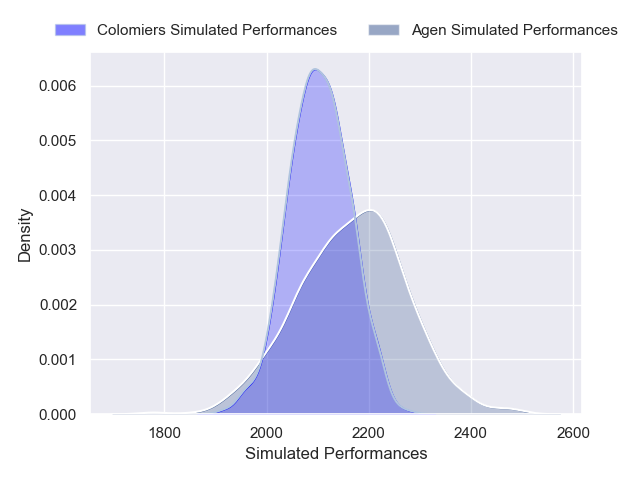 Colomiers Simulated Performances Agen Simulated Performances
0.006
0.005
0.004
0.003
0.002
0.001
0.000
Density
1800 2000 2200 2400 2600
Simulated Performances